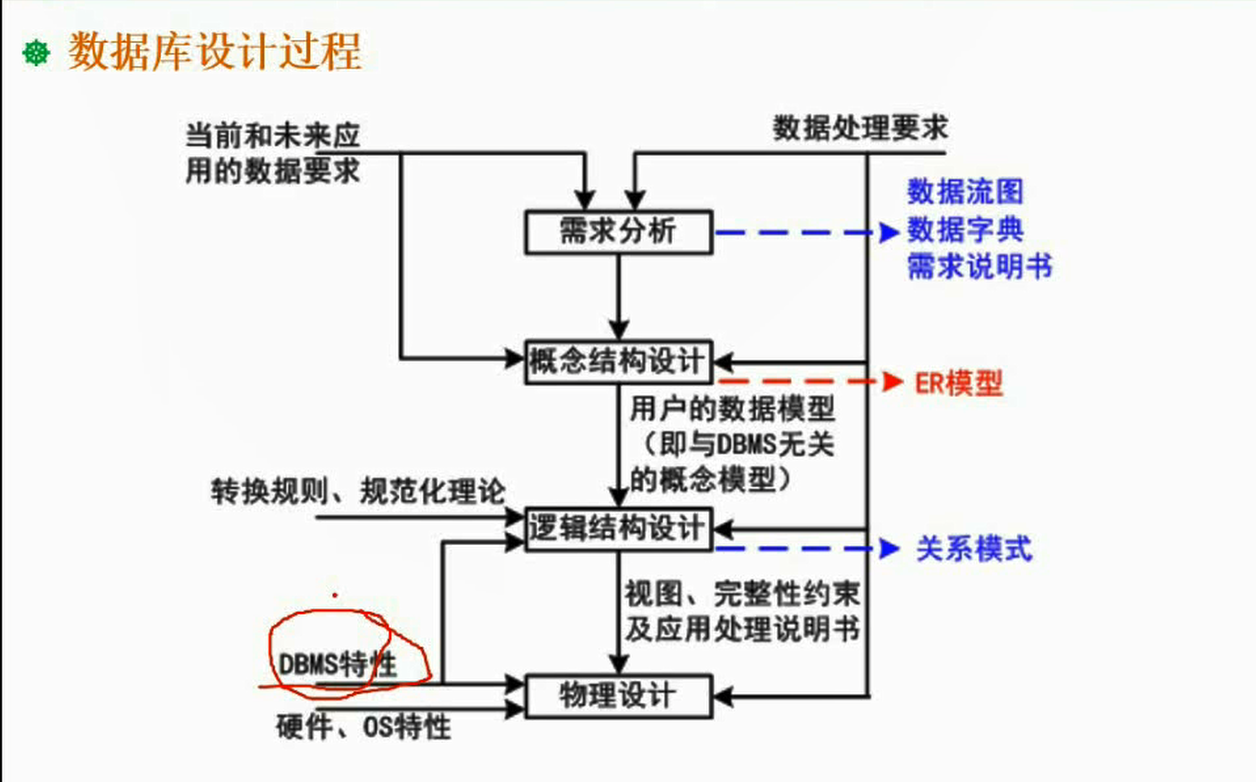 数据库设计过程
当前和未来应
用的数据要求
数据处理要求
数据流图
需求分析
数据字典
需求说明书
概念结构设计
ER模型
用户的数据模型
（即与DBMS无关
的概念模型）
转换规则、规范化理论
逻辑结构设计
关系模式
视图、完整性约束
及应用处理说明书
DBMS特性
物理设计
硬件、OS特性